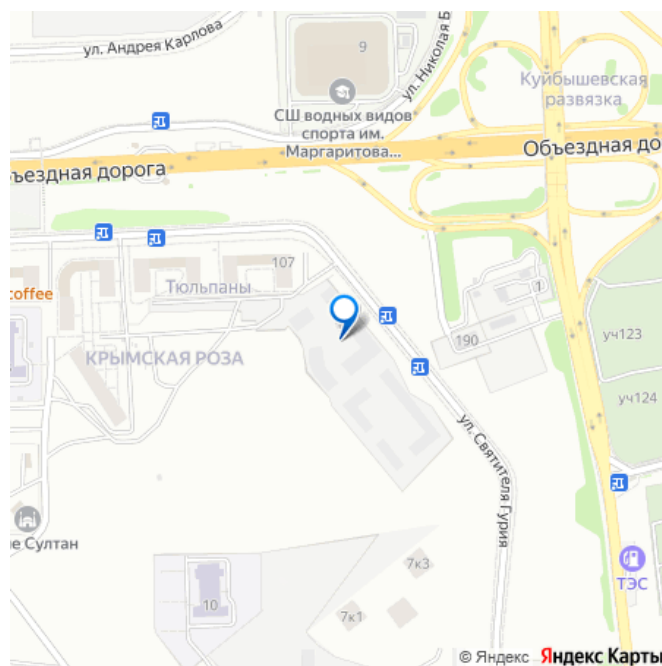 ул. Андрея Карлова
9
ул. Николая Б
СШ водных видов
спорта им.
Маргаритова...
Куйбышевская
развязка
ъездная дорога
Объездная до
107
Тюльпаны
coffee
1
190
уч123
КРЫМСКАЯ РОЗА
уч124
ул. Святителя Гурия
е Султан
7к3
ТЭС
10
7к1
© Яндекс Яндекс Карты